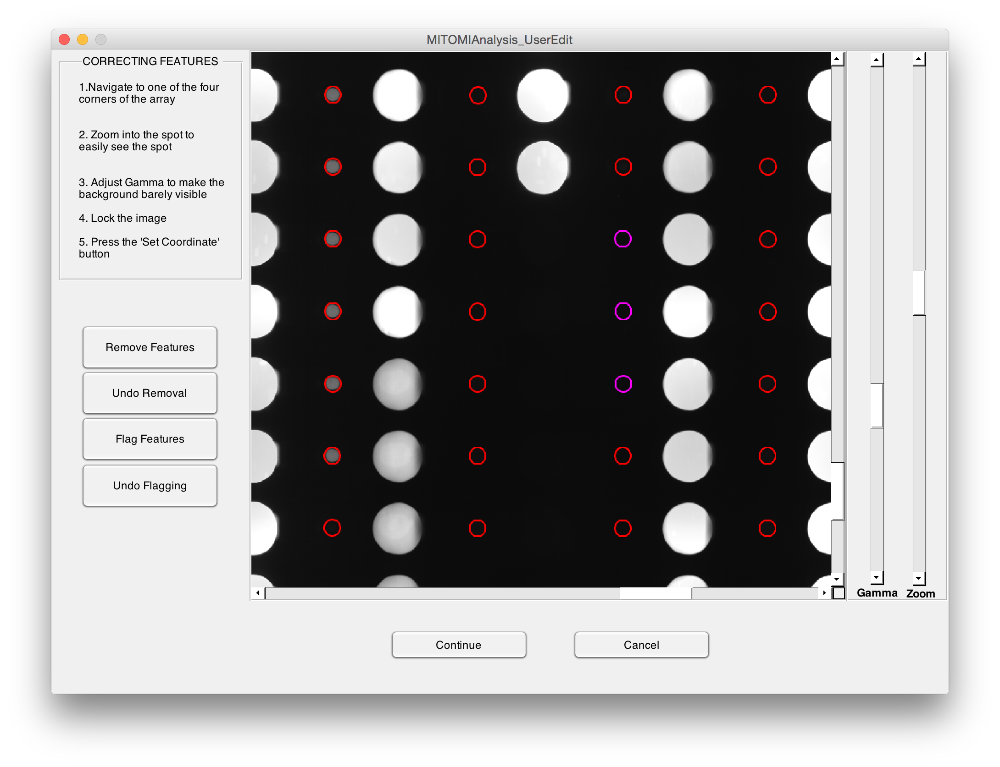 MITOMIAnalysis_UserEdit
CORRECTING FEATURES
1.Navigate to one of the four
corners of the array
2. Zoom into the spot to
easily see the spot
3. Adjust Gamma to make the
background barely visible
4. Lock the image
5. Press the 'Set Coordinate'
button
Remove Features
Undo Removal
Flag Features
Undo Flagging
Gamma
Zoom
Continue
Cancel